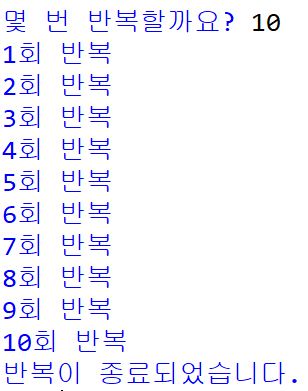 몇 번 반복할까요? 10
1회 반복
2회 반복
3회 반복
4회 반복
5회 반복
6회 반복
7회 반복
8회 반복
9회 반복
10회 반복
반복이 종료되었습니다.